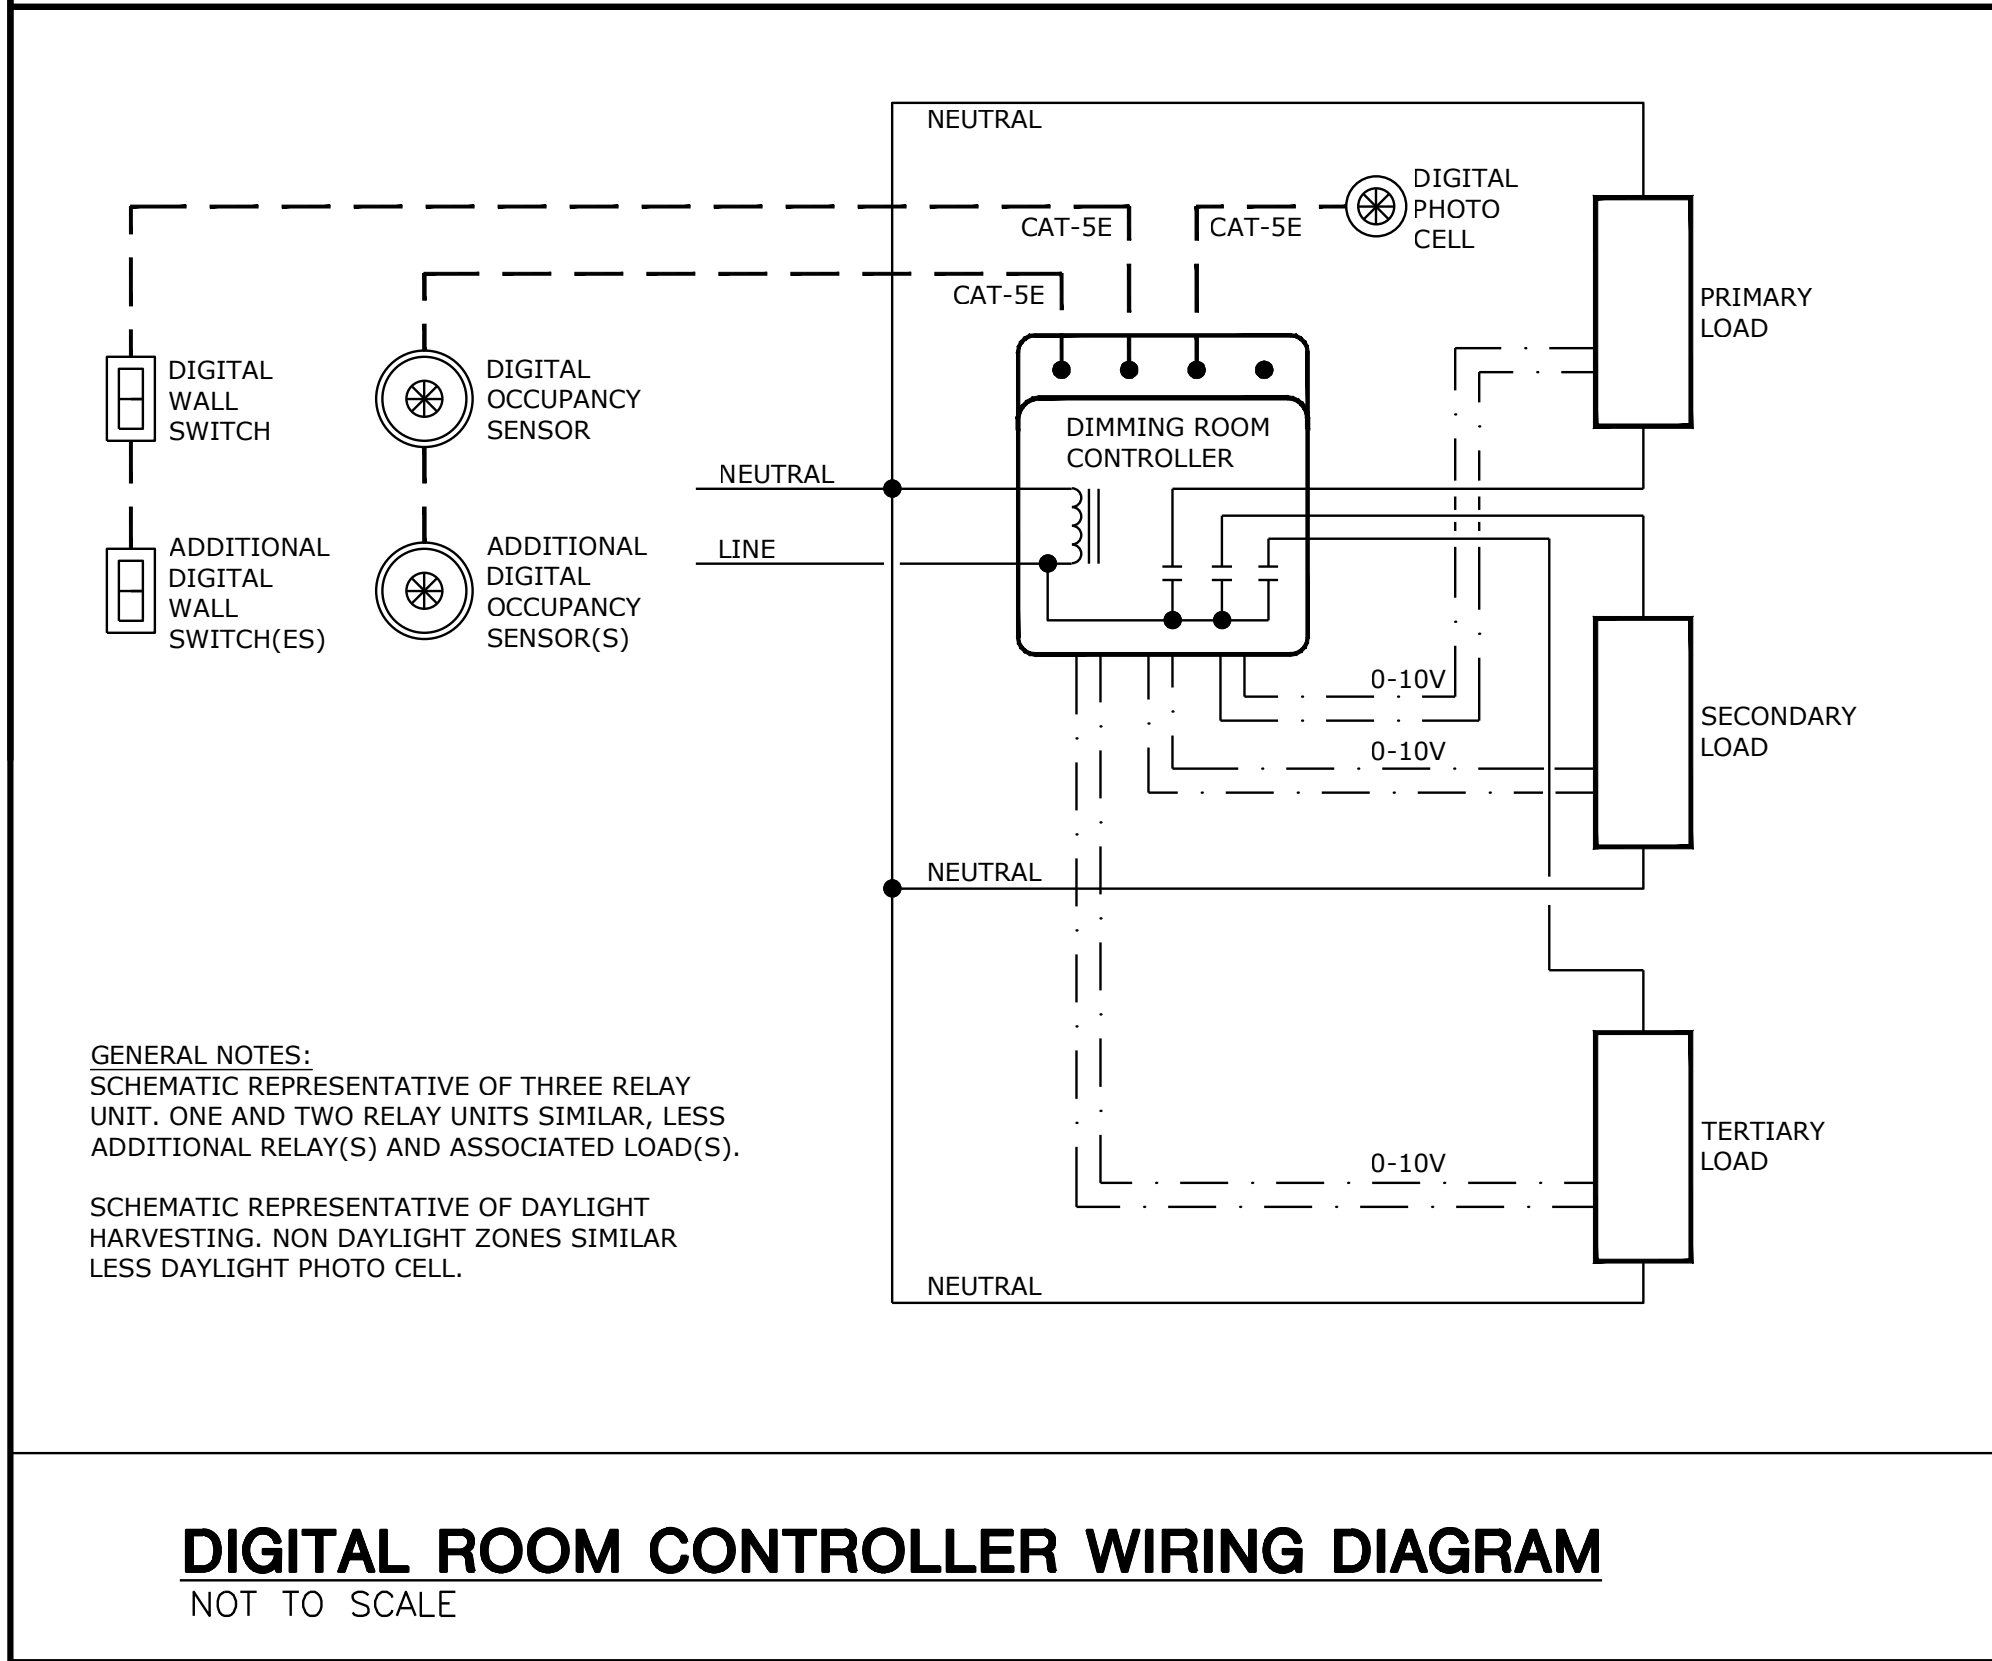 NEUTRAL
DIGITAL
PHOTO
CELL
CAT-5E
CAT-5E
CAT-5E
PRIMARY
LOAD
DIGITAL
WALL
SWITCH
DIGITAL
OCCUPANCY
SENSOR
DIMMING ROOM
CONTROLLER
NEUTRAL
LINE
ADDITIONAL
DIGITAL
WALL
SWITCH(ES)
ADDITIONAL
DIGITAL
OCCUPANCY
SENSOR(S)
0-10V
SECONDARY
LOAD
0-10V
NEUTRAL
GENERAL NOTES:
SCHEMATIC REPRESENTATIVE OF THREE RELAY
UNIT. ONE AND TWO RELAY UNITS SIMILAR, LESS
ADDITIONAL RELAY(S) AND ASSOCIATED LOAD(S).
SCHEMATIC REPRESENTATIVE OF DAYLIGHT
HARVESTING. NON DAYLIGHT ZONES SIMILAR
LESS DAYLIGHT PHOTO CELL.
TERTIARY
LOAD
0-10V
NEUTRAL
DIGITAL ROOM CONTROLLER WIRING DIAGRAM
NOT TO SCALE